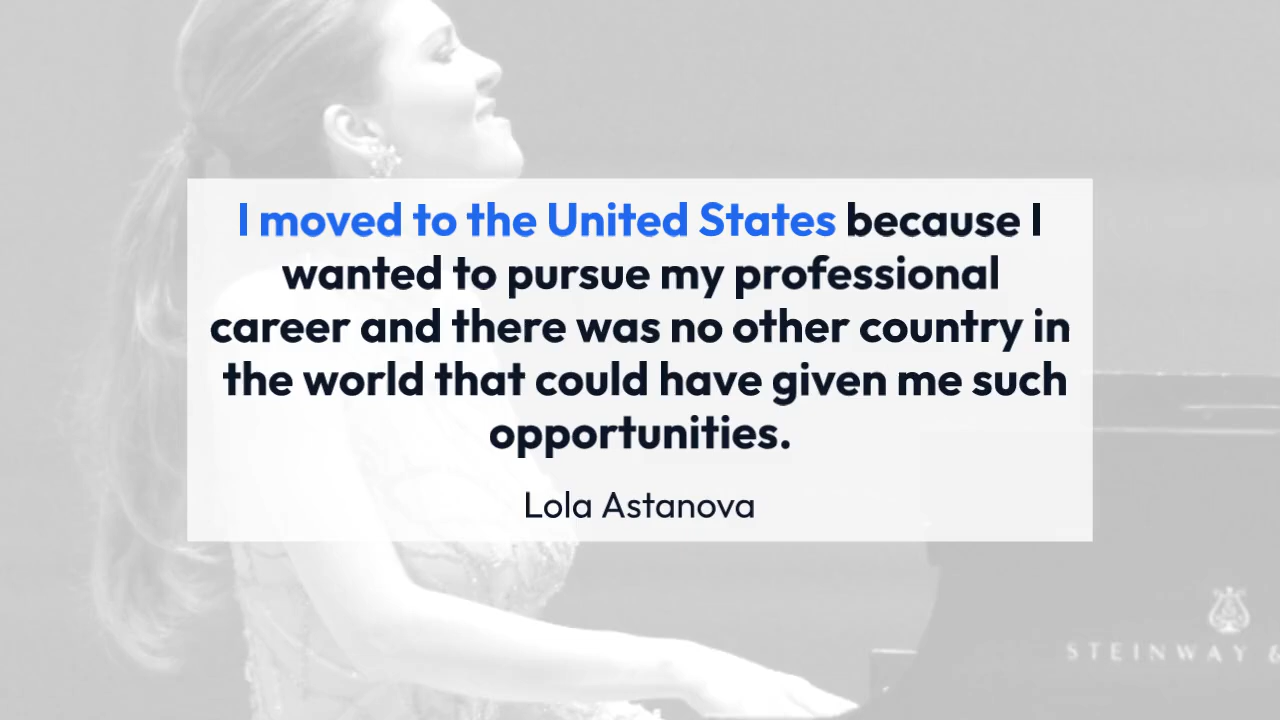 I moved to the United States because I
wanted to pursue my professional
career and there was no other country in
the world that could have given me such
opportunities.
Lola Astanova
STEINWAY &